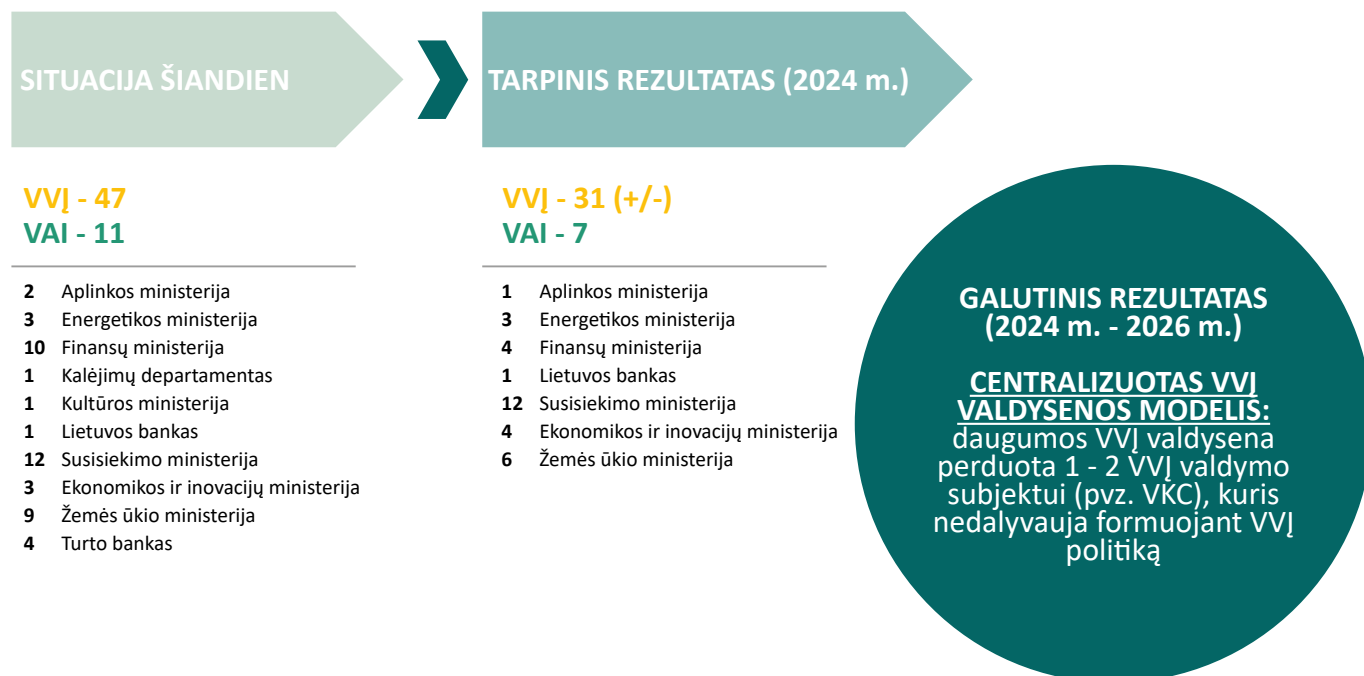 SITUACIJA ŠIANDIEN
VVĮ - 47
VAI - 11
2 Aplinkos ministerija
3 Energetikos ministerija
10 Finansų ministerija
1 Kalėjimų departamentas
1 Kultūros ministerija
1 Lietuvos bankas
12 Susisiekimo ministerija
3 Ekonomikos ir inovacijų ministerija
9 Žemės ūkio ministerija
4 Turto bankas
TARPINIS REZULTATAS (2024 m.)
VVĮ - 31 (+/-)
VAI - 7
1 Aplinkos ministerija
3 Energetikos ministerija
4 Finansų ministerija
1 Lietuvos bankas
12 Susisiekimo ministerija
4 Ekonomikos ir inovacijų ministerija
6 Žemės ūkio ministerija
GALUTINIS REZULTATAS
(2024 m. - 2026 m.)
CENTRALIZUOTAS VVĮ
VALDYSENOS MODELIS:
daugumos VVĮ valdysena
perduota 1 - 2 VVĮ valdymo
subjektui (pvz. VKC), kuris
nedalyvauja formuojant VVĮ
politiką